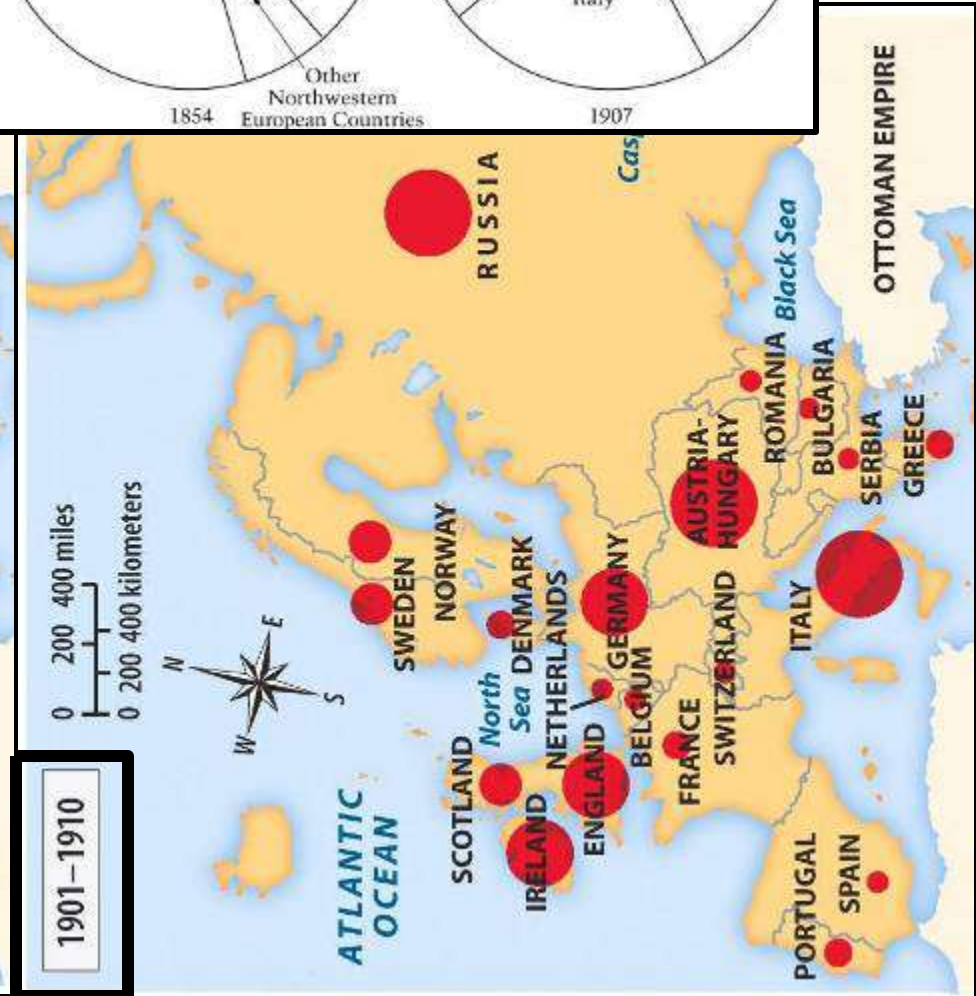 Italy
Other
Northwestern
European Countries
1854
1907
1901–1910
0 200 400 miles
0 200 400 kilometers
N
E
S
W
ATLANTIC
OCEAN
North
Sea
Black Sea
Cas
RUSSIA
OTTOMAN EMPIRE
SWEDEN
NORWAY
DENMARK
NETHERLANDS
GERMANY
BELGIUM
SCOTLAND
IRELAND
ENGLAND
FRANCE
SWITZERLAND
AUSTRIA-
HUNGARY
ROMANIA
BULGARIA
SERBIA
GREECE
ITALY
PORTUGAL
SPAIN